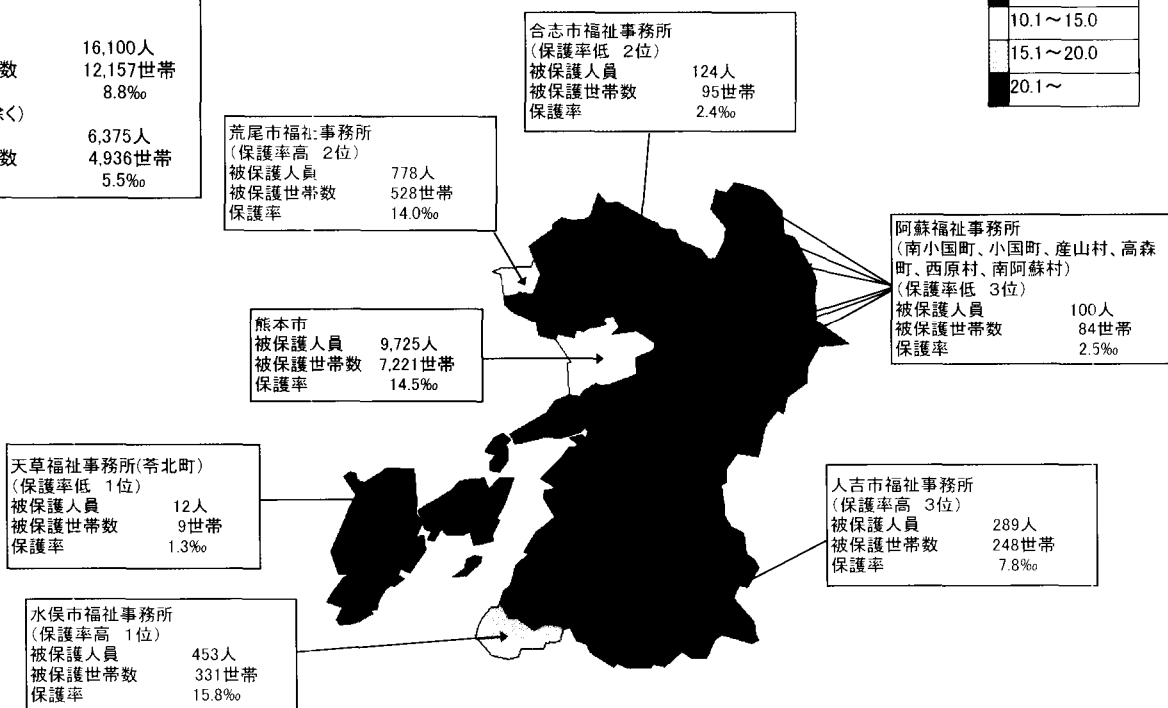 16,100人
数 12,157世帯
8.8‰
く)
6,375人
数 4,936世帯
5.5‰
10.1～15.0
15.1～20.0
20.1～
合志市福祉事務所
(保護率低 2位)
被保護人員 124人
被保護世帯数 95世帯
保護率 2.4‰
荒尾市福祉事務所
(保護率高 2位)
被保護人員 778人
被保護世帯数 528世帯
保護率 14.0‰
阿蘇福祉事務所
(南小国町、小国町、産山村、高森
町、西原村、南阿蘇村)
(保護率低 3位)
被保護人員 100人
被保護世帯数 84世帯
保護率 2.5‰
熊本市
被保護人員 9,725人
被保護世帯数 7,221世帯
保護率 14.5‰
天草福祉事務所(苓北町)
(保護率低 1位)
被保護人員 12人
被保護世帯数 9世帯
保護率 1.3‰
人吉市福祉事務所
(保護率高 3位)
被保護人員 289人
被保護世帯数 248世帯
保護率 7.8‰
水俣市福祉事務所
(保護率高 1位)
被保護人員 453人
被保護世帯数 331世帯
保護率 15.8‰